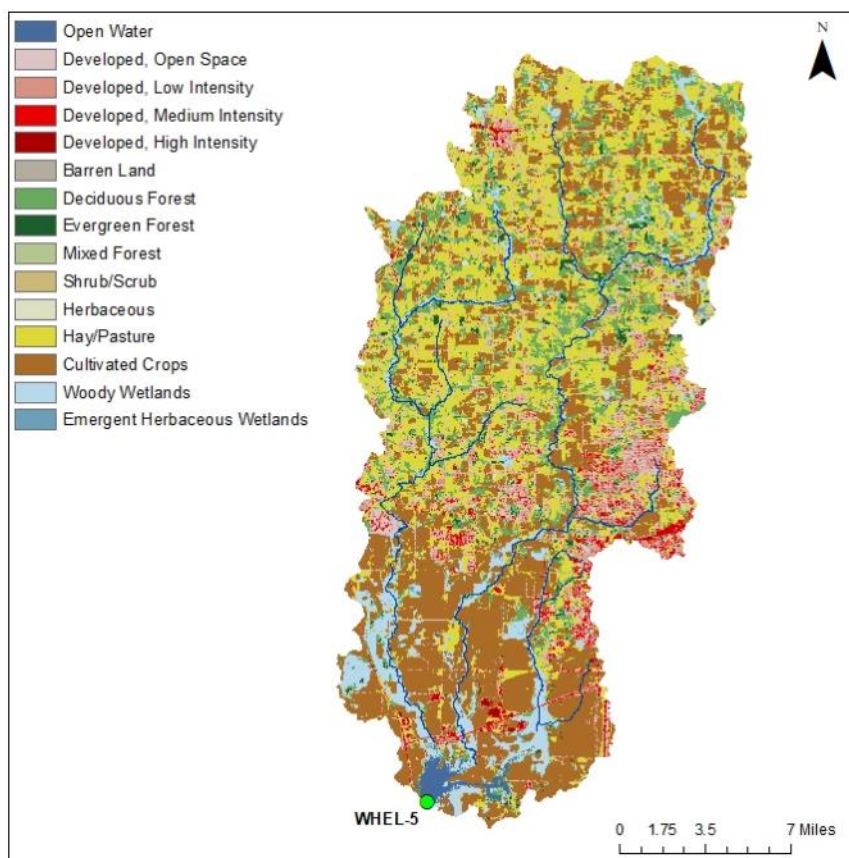 Open Water
Developed, Open Space
Developed, Low Intensity
Developed, Medium Intensity
Developed, High Intensity
Barren Land
Deciduous Forest
Evergreen Forest
Mixed Forest
Shrub/Scrub
Herbaceous
Hay/Pasture
Cultivated Crops
Woody Wetlands
Emergent Herbaceous Wetlands
N
WHEL-5
0 1.75 3.5 7 Miles